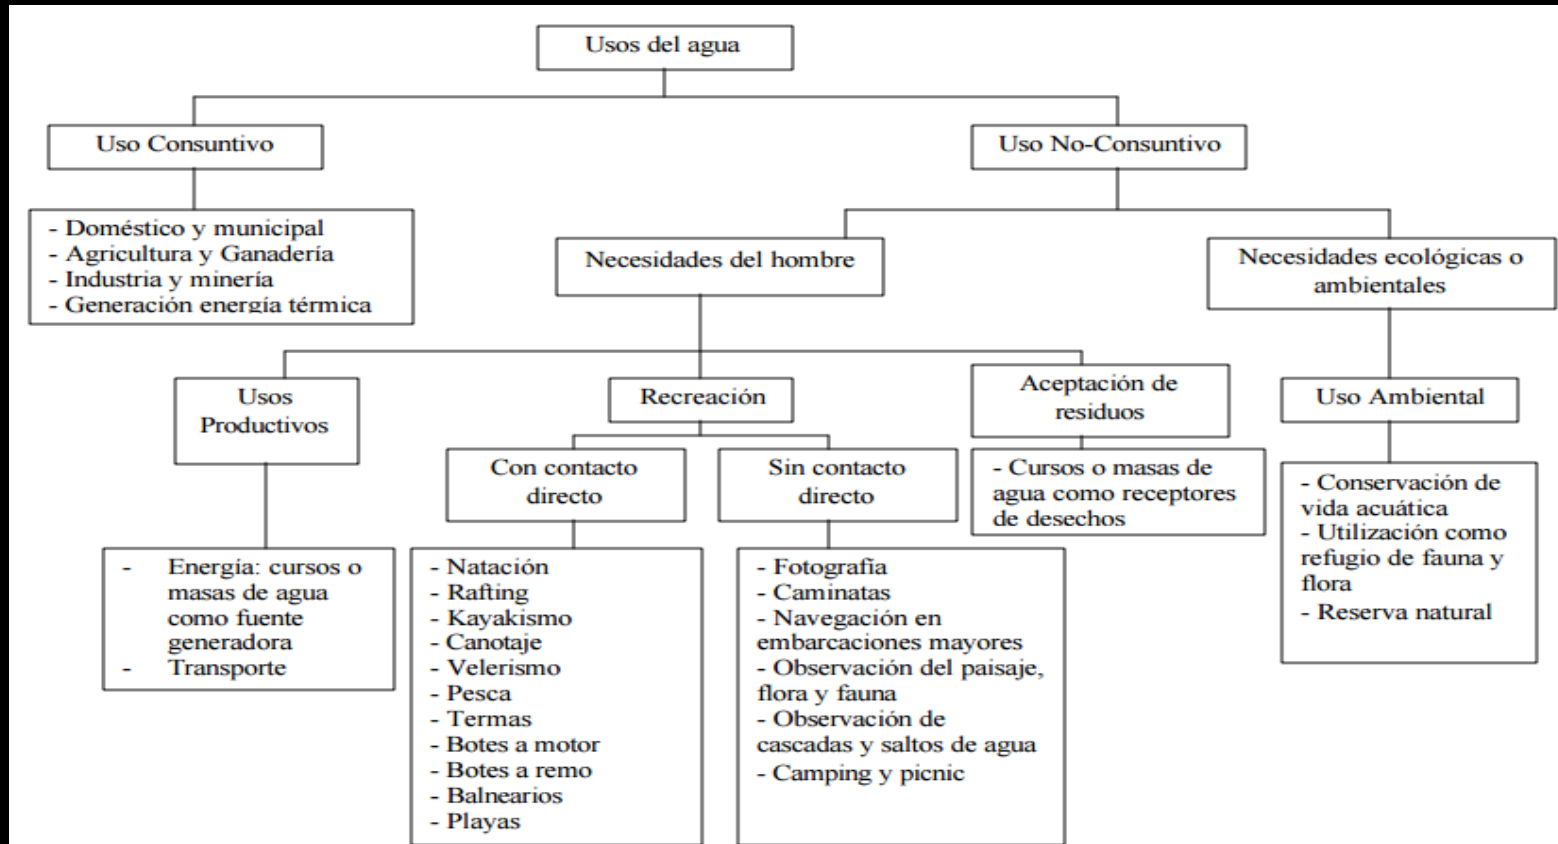 Usos del agua
Uso Consuntivo
Uso No-Consuntivo
- Doméstico y municipal
- Agricultura y Ganadería
- Industria y minería
- Generación energía térmica
Necesidades del hombre
Necesidades ecológicas o
ambientales
Usos
Productivos
Recreación
Aceptación de
residuos
Uso Ambiental
Con contacto
directo
Sin contacto
directo
- Cursos o masas de
agua como receptores
de desechos
- Conservación de
vida acuática
- Utilización como
refugio de fauna y
flora
- Reserva natural
- Energía: cursos o
masas de agua
como fuente
generadora
- Transporte
- Natación
- Rafting
- Kayakismo
- Canotaje
- Velerismo
- Pesca
- Termas
- Botes a motor
- Botes a remo
- Balnearios
- Playas
- Fotografía
- Caminatas
- Navegación en
embarcaciones mayores
- Observación del paisaje,
flora y fauna
- Observación de
cascadas y saltos de agua
- Camping y picnic